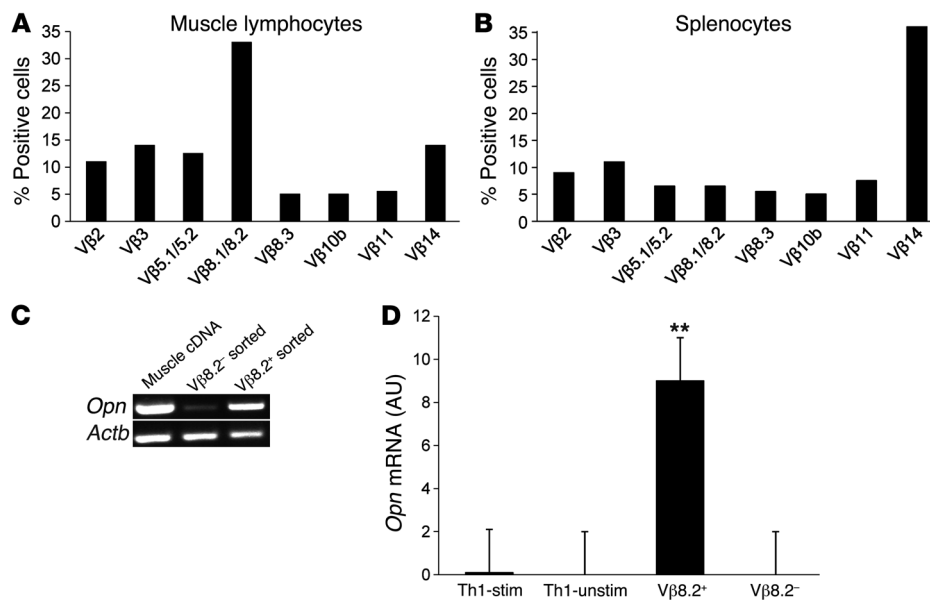 A
Muscle lymphocytes
% Positive cells
35
30
25
20
15
10
5
0
Vβ2
Vβ3
Vβ5.1/5.2
Vβ8.1/8.2
Vβ8.3
Vβ10b
Vβ11
Vβ14
B
Splenocytes
% Positive cells
35
30
25
20
15
10
5
0
Vβ2
Vβ3
Vβ5.1/5.2
Vβ8.1/8.2
Vβ8.3
Vβ10b
Vβ11
Vβ14
C
Muscle cDNA
Vβ8.2⁻ sorted
Vβ8.2⁺ sorted
Opn
Actb
D
Opn mRNA (AU)
12
10
8
6
4
2
0
**
Th1-stim
Th1-unstim
Vβ8.2⁺
Vβ8.2⁻